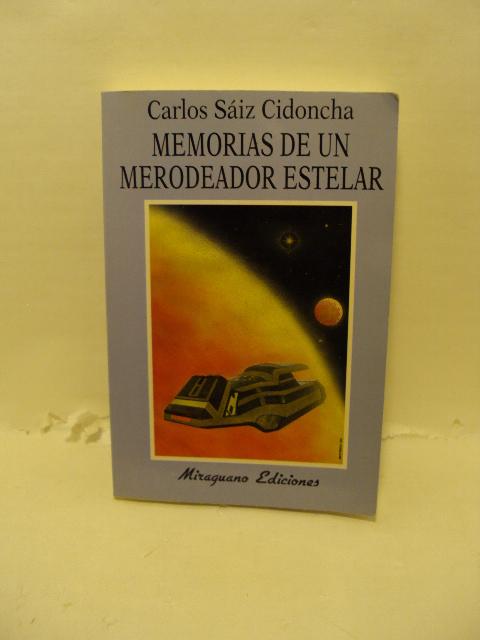 Carlos Sáiz Cidoncha
MEMORIAS DE UN
MERODEADOR ESTELAR
Miraguano Ediciones